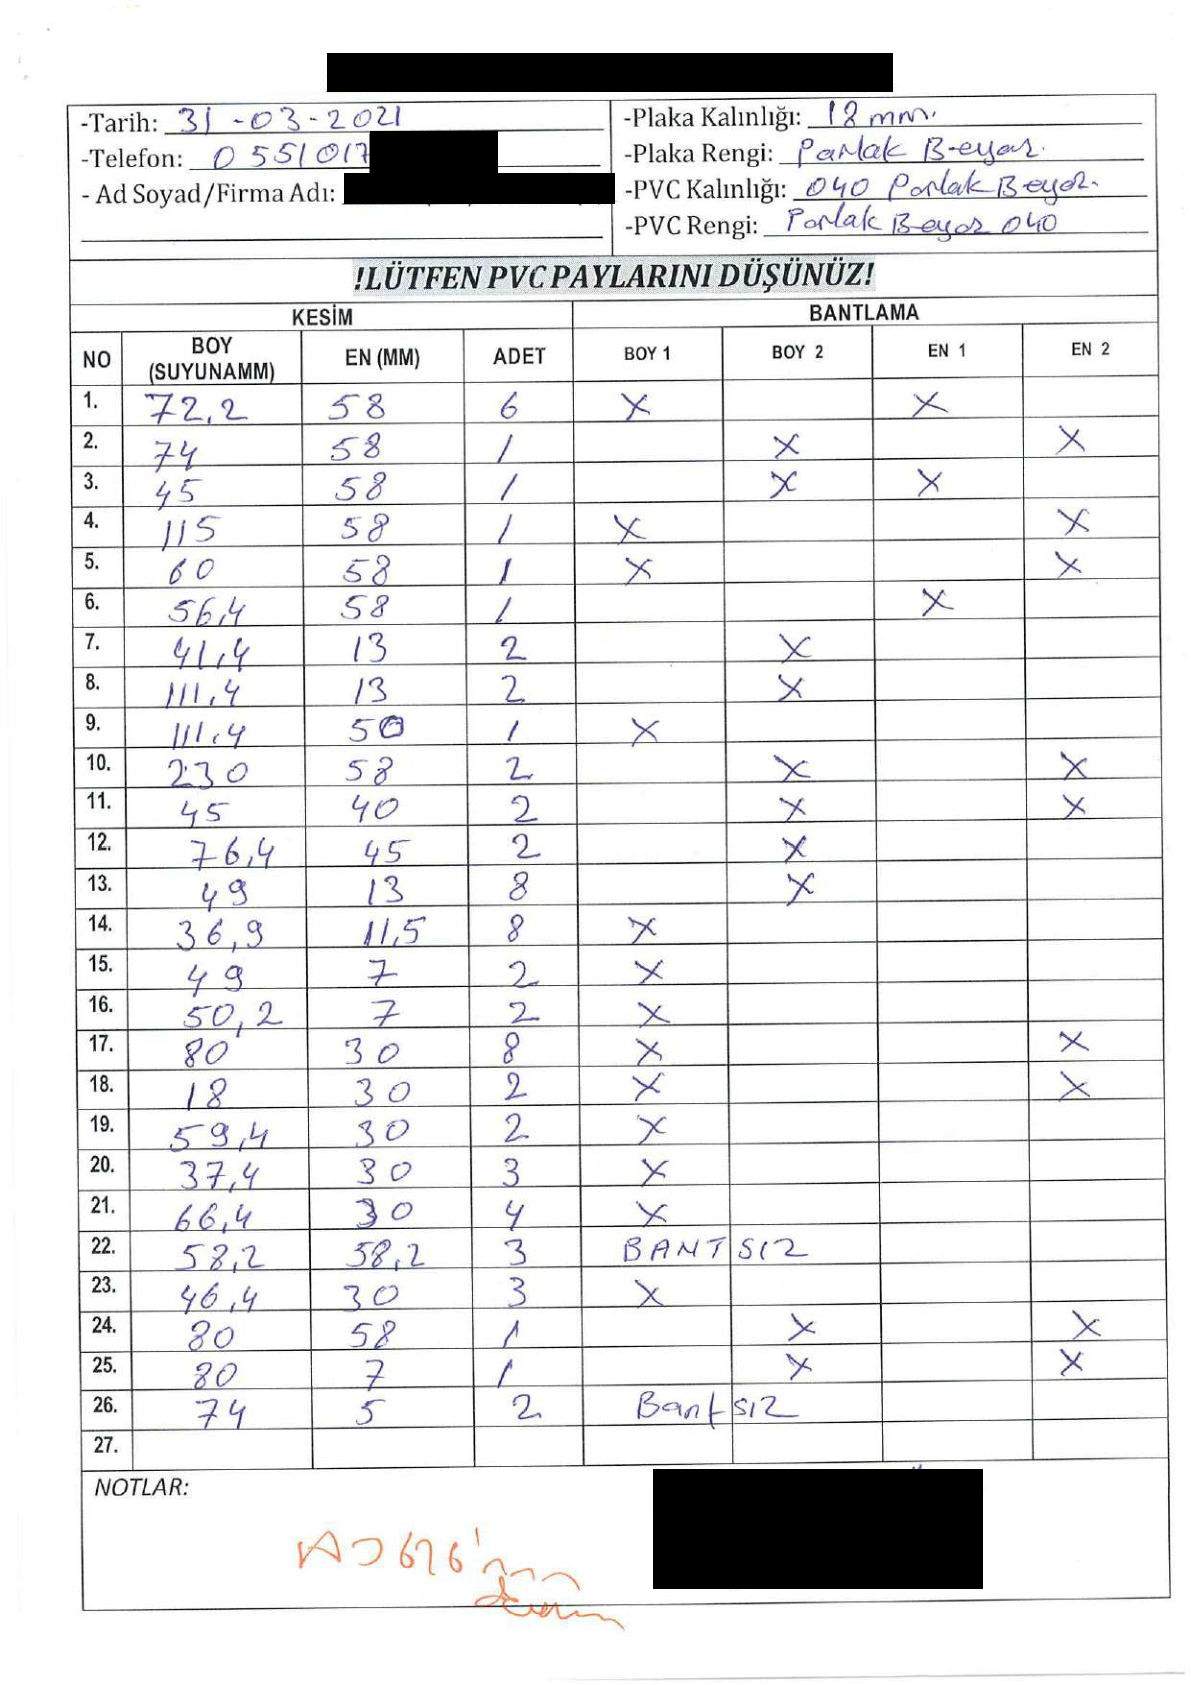 -Tarih: 31-03-2021
-Telefon: 0551017
- Ad Soyad/Firma Adı:
-Plaka Kalınlığı: 18 mm.
-Plaka Rengi: Parlak Beyaz.
-PVC Kalınlığı: 040 Parlak Beyaz.
-PVC Rengi: Parlak Beyaz 040
!LÜTFEN PVC PAYLARINI DÜŞÜNÜZ!
KESİM BANTLAMA
NO BOY (SUYUNAMM) EN (MM) ADET BOY 1 BOY 2 EN 1 EN 2
1. 72,2 58 6 X X
2. 74 58 1 X X
3. 45 58 1 X X
4. 115 58 1 X X
5. 60 58 1 X X
6. 56,4 58 1 X
7. 41,4 13 2 X
8. 111,4 13 2 X
9. 111,4 50 1 X
10. 230 58 2 X X
11. 45 40 2 X X
12. 76,4 45 2 X
13. 49 13 8 X
14. 36,9 11,5 8 X
15. 49 7 2 X
16. 50,2 7 2 X
17. 80 30 8 X X
18. 18 30 2 X X
19. 59,4 30 2 X
20. 37,4 30 3 X
21. 66,4 30 4 X
22. 58,2 58,2 3 BANTSIZ
23. 46,4 30 3 X
24. 80 58 1 X X
25. 80 7 1 X X
26. 74 5 2 Bantsız
27.
NOTLAR: